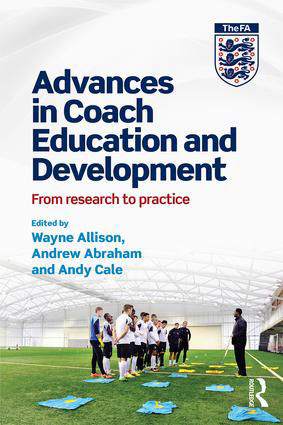 TheFA
Advances
in Coach
Education and
Development
From research to practice
Edited by
Wayne Allison,
Andrew Abraham
and Andy Cale
R
ROUTLEDGE